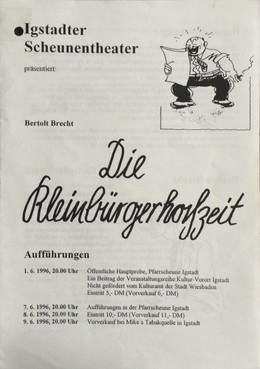 Igstadter
Scheunentheater
präsentiert:
Bertolt Brecht
Die
Kleinbürgerhochzeit
Aufführungen
1. 6. 1996, 20.00 Uhr Öffentliche Hauptprobe, Pfarrscheune Igstadt
Ein Beitrag der Veranstaltungsreihe Kultur-Vorort Igstadt
Nicht gefördert vom Kulturamt der Stadt Wiesbaden
Eintritt 5,- DM (Vorverkauf 6,- DM)
7. 6. 1996, 20.00 Uhr Aufführungen in der Pfarrscheune Igstadt
8. 6. 1996, 20.00 Uhr Eintritt 10,- DM (Vorverkauf 11,- DM)
9. 6. 1996, 20.00 Uhr Vorverkauf bei Mike's Tabakquelle in Igstadt